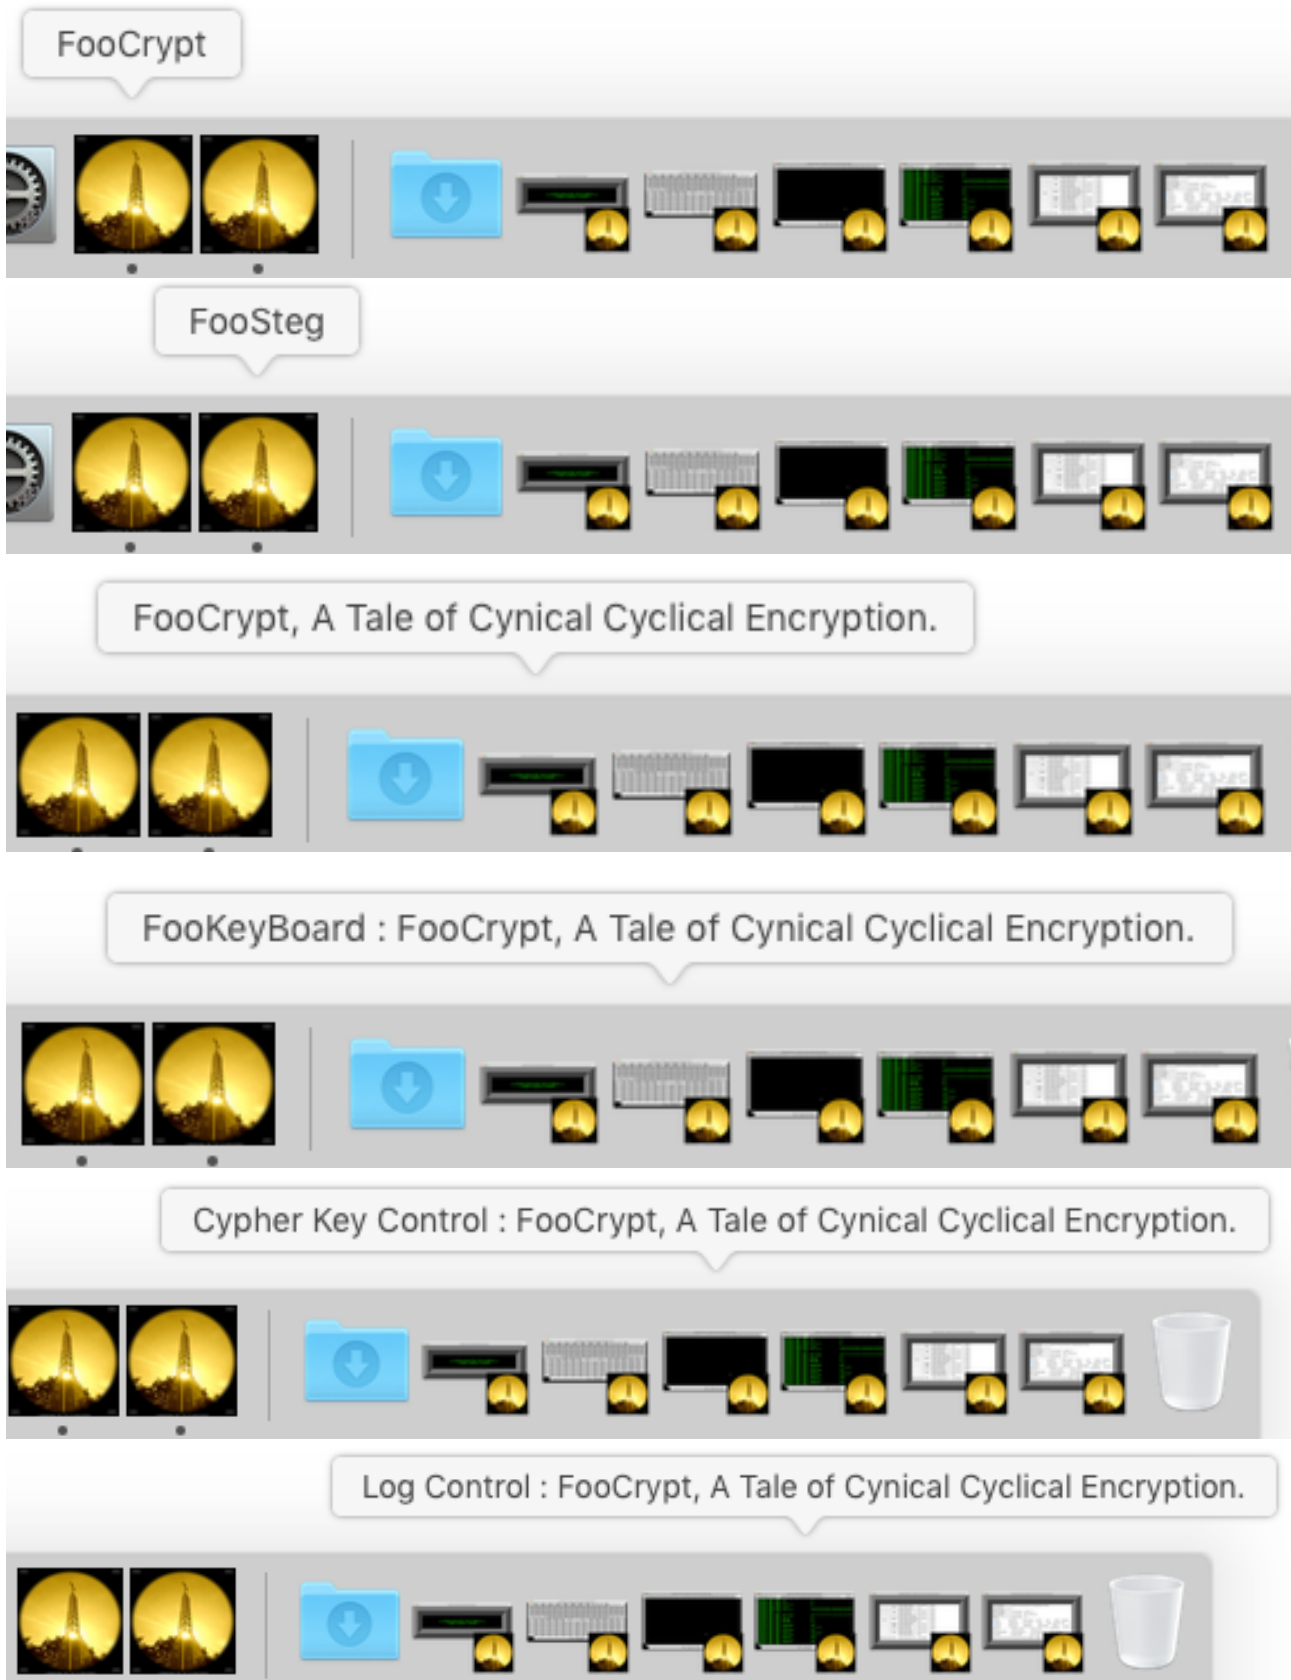 FooCrypt
FooSteg
FooCrypt, A Tale of Cynical Cyclical Encryption.
FooKeyBoard : FooCrypt, A Tale of Cynical Cyclical Encryption.
Cypher Key Control : FooCrypt, A Tale of Cynical Cyclical Encryption.
Log Control : FooCrypt, A Tale of Cynical Cyclical Encryption.